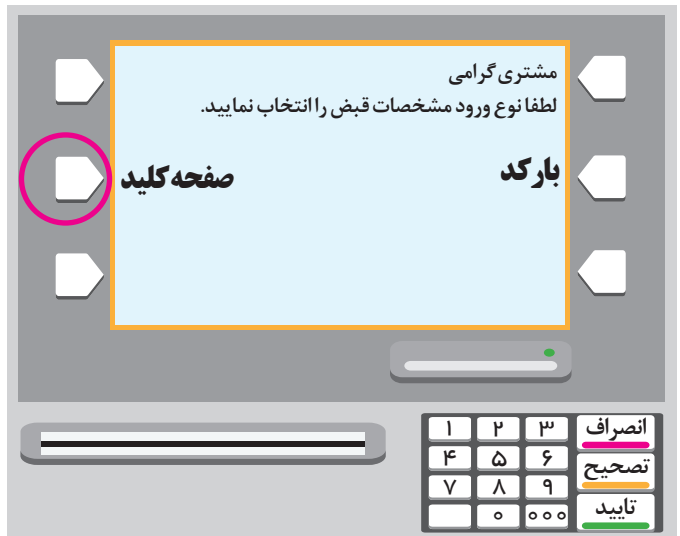 مشتری گرامی
لطفا نوع ورود مشخصات قبض را انتخاب نمایید.
بارکد
صفحه کلید
۱ ۲ ۳ انصراف
۴ ۵ ۶ تصحیح
۷ ۸ ۹
۰ ۰۰۰ تایید